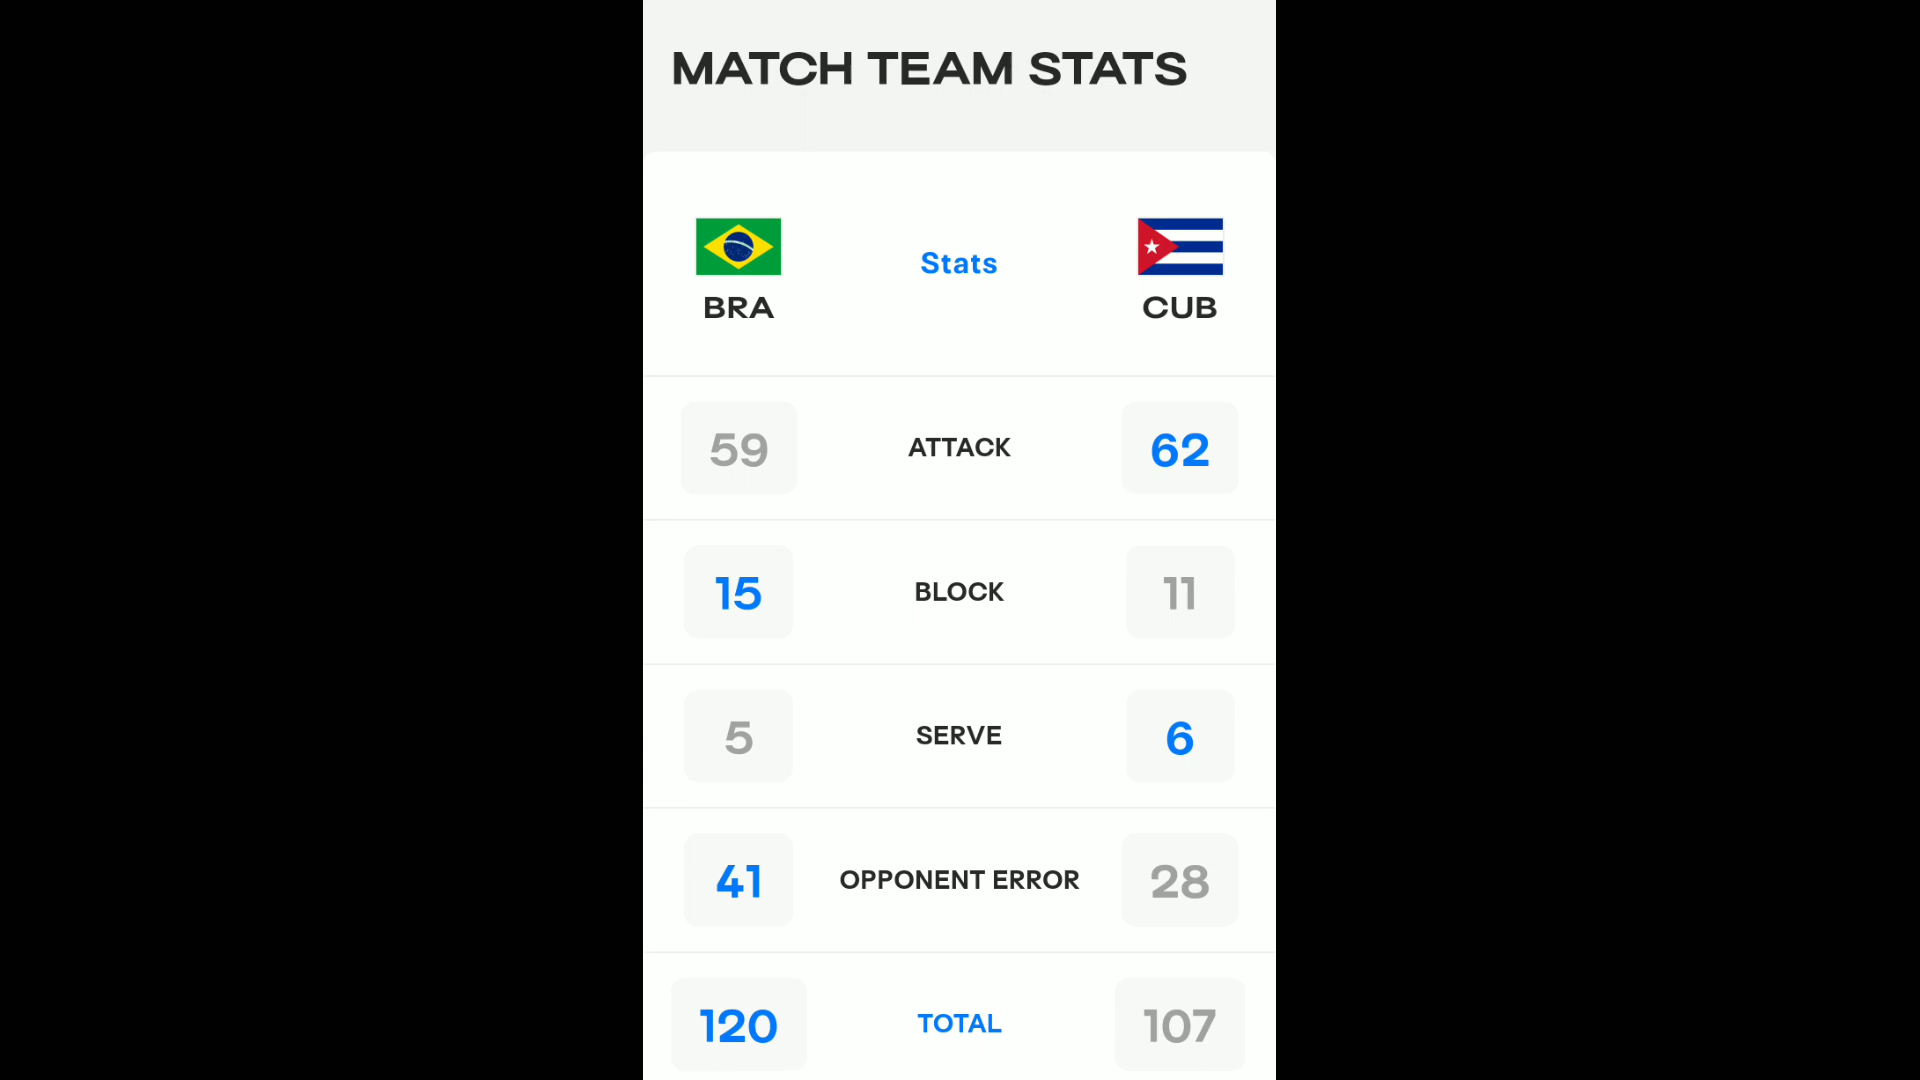 MATCH TEAM STATS
BRA Stats CUB
59 ATTACK 62
15 BLOCK 11
5 SERVE 6
41 OPPONENT ERROR 28
120 TOTAL 107